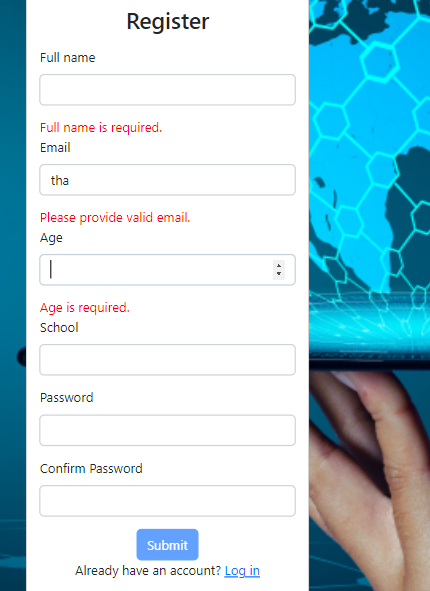 Register
Full name
Full name is required.
Email
tha
Please provide valid email.
Age
Age is required.
School
Password
Confirm Password
Submit
Already have an account? Log in